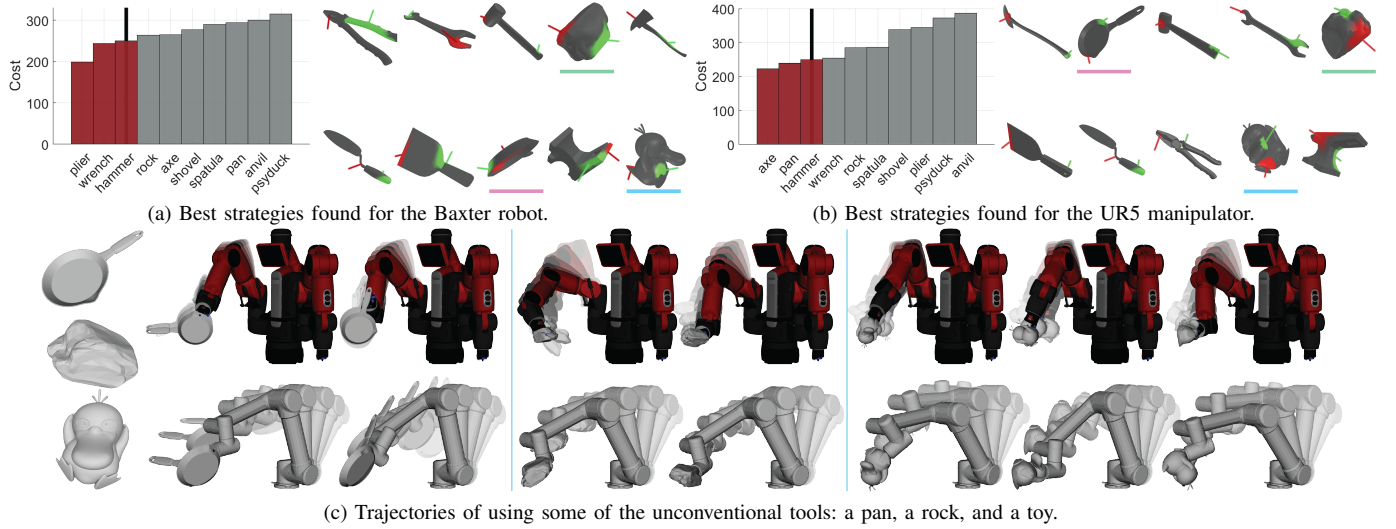 300
200
100
0
Cost
plier
wrench
hammer
rock
axe
shovel
spatula
pan
anvil
psyduck
(a) Best strategies found for the Baxter robot.
400
300
200
100
0
Cost
axe
pan
hammer
wrench
rock
spatula
shovel
plier
psyduck
anvil
(b) Best strategies found for the UR5 manipulator.
(c) Trajectories of using some of the unconventional tools: a pan, a rock, and a toy.